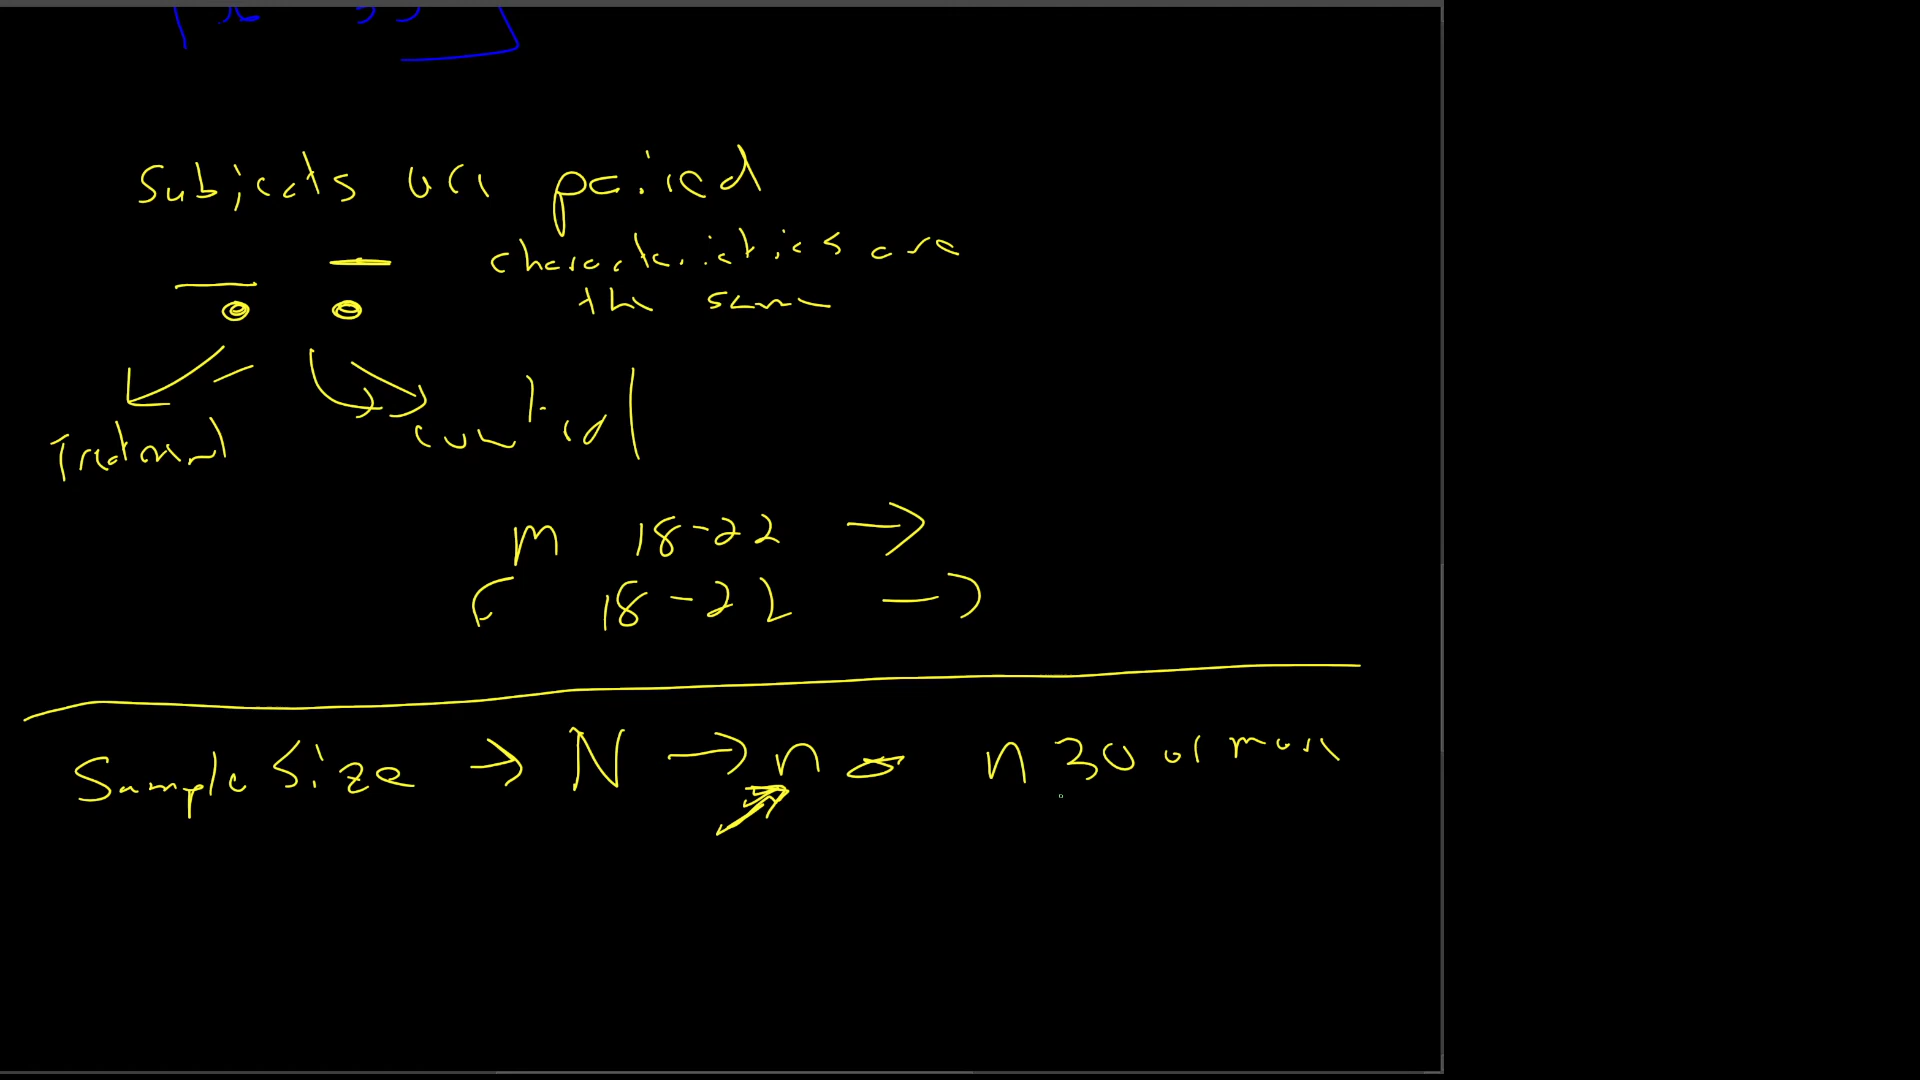 Subjects are paired
characteristics are
the same
Treatment control
M 18-22 →
F 18-22 →
Sample Size → N → n n 30 or more